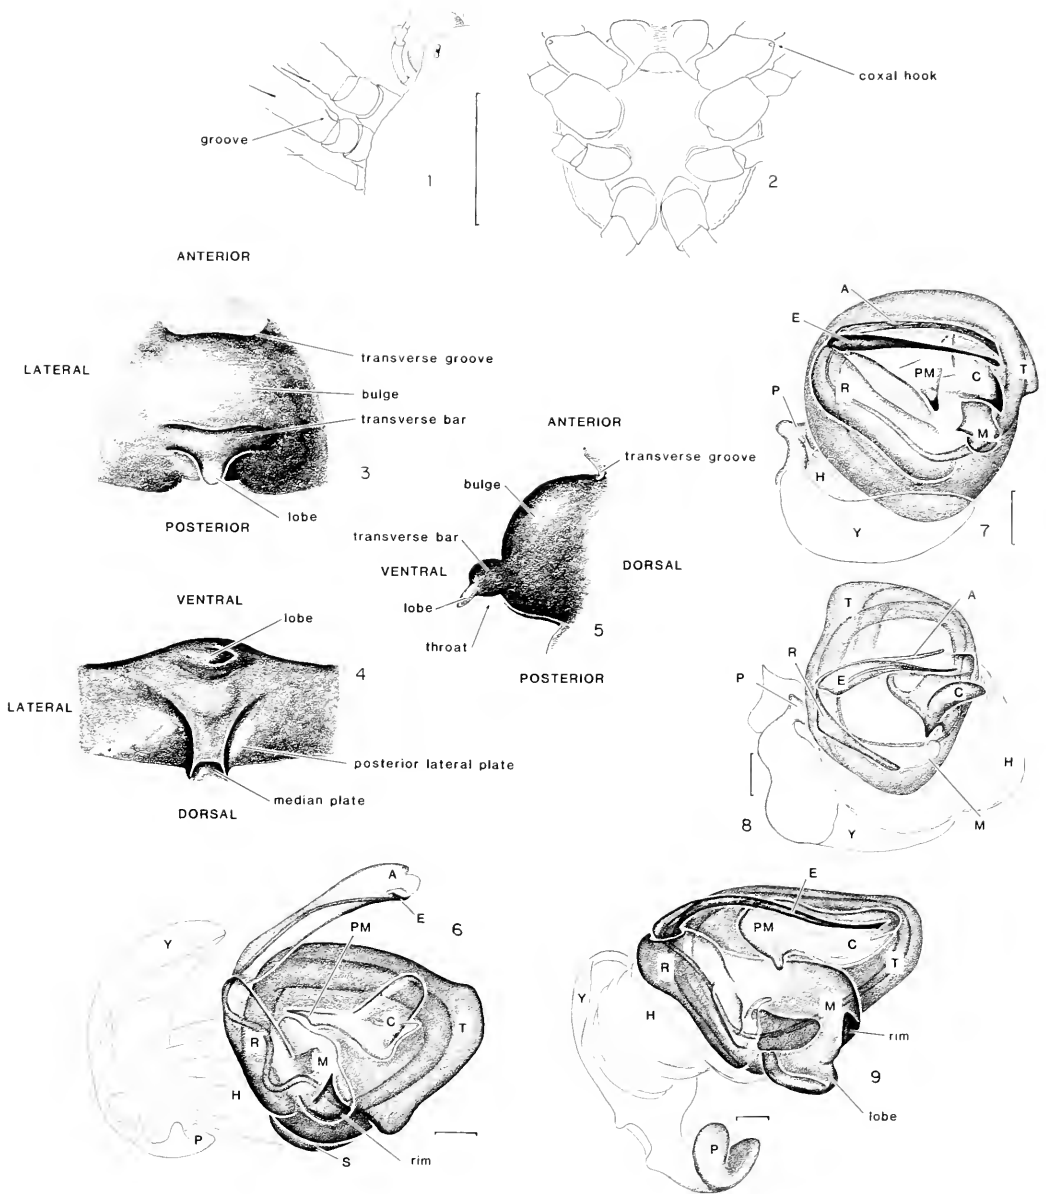 groove
1
coxal hook
2
ANTERIOR
LATERAL
transverse groove
bulge
transverse bar
3
lobe
POSTERIOR
ANTERIOR
transverse groove
bulge
transverse bar
VENTRAL
DORSAL
lobe
throat
5
POSTERIOR
VENTRAL
lobe
4
LATERAL
posterior lateral plate
median plate
DORSAL
A
E
T
PM
C
R
P
M
H
Y
7
T
A
R
P
E
C
H
8
Y
M
A
E
6
PM
Y
C
T
R
M
H
P
S
rim
E
PM
C
T
R
Y
H
M
rim
9
lobe
P